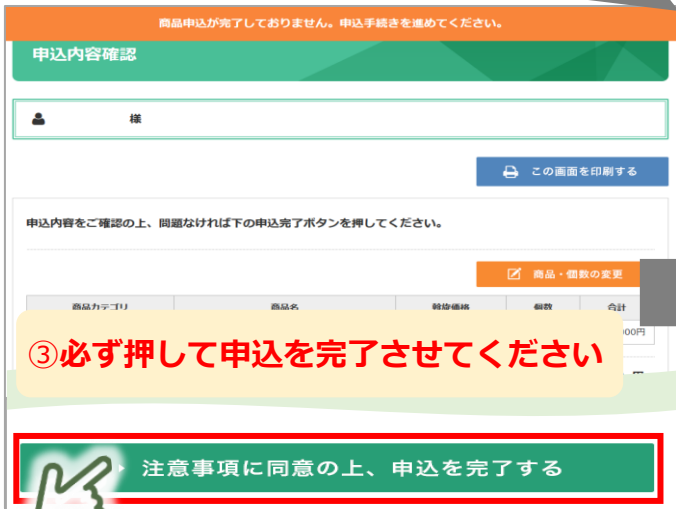 商品申込が完了しておりません。申込手続きを進めてください。
申込内容確認
様
この画面を印刷する
申込内容をご確認の上、問題なければ下の申込完了ボタンを押してください。
商品・個数の変更
商品カテゴリ 商品名 斡旋価格 個数 合計
000円
③必ず押して申込を完了させてください
注意事項に同意の上、申込を完了する